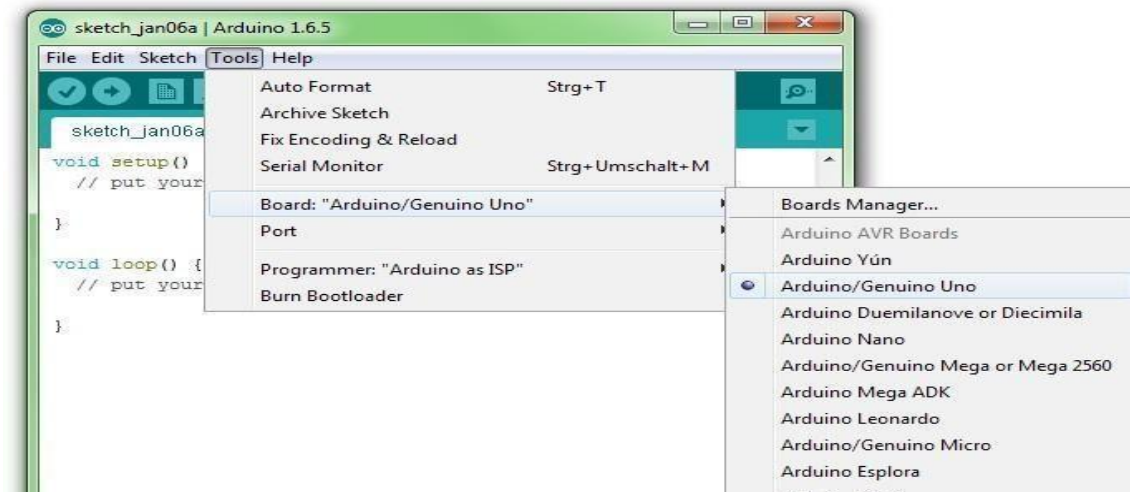 sketch_jan06a | Arduino 1.6.5
File Edit Sketch Tools Help
sketch_jan06a
void setup()
// put your
}
void loop() {
// put your
}
Auto Format Strg+T
Archive Sketch
Fix Encoding & Reload
Serial Monitor Strg+Umschalt+M
Board: "Arduino/Genuino Uno"
Port
Programmer: "Arduino as ISP"
Burn Bootloader
Boards Manager...
Arduino AVR Boards
Arduino Yún
Arduino/Genuino Uno
Arduino Duemilanove or Diecimila
Arduino Nano
Arduino/Genuino Mega or Mega 2560
Arduino Mega ADK
Arduino Leonardo
Arduino/Genuino Micro
Arduino Esplora